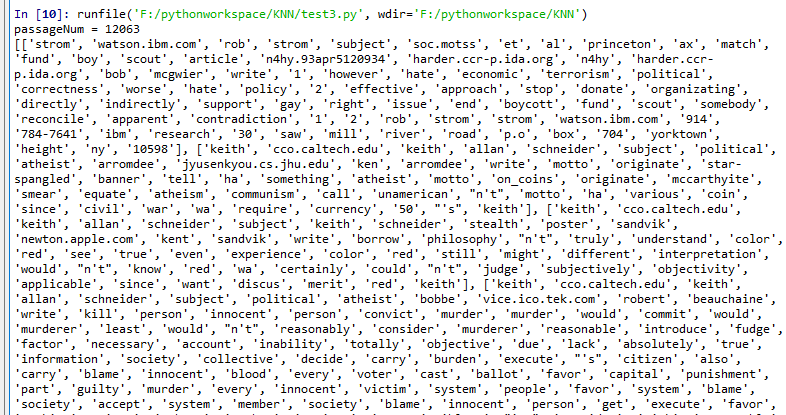 In [10]: runfile('F:/pythonworkspace/KNN/test3.py', wdir='F:/pythonworkspace/KNN')
passageNum = 12063
[['strom', 'watson.ibm.com', 'rob', 'strom', 'subject', 'soc.motss', 'et', 'al', 'princeton', 'ax', 'match',
'fund', 'boy', 'scout', 'article', 'n4hy.93apr5120934', 'harder.ccr-p.ida.org', 'n4hy', 'harder.ccr-
p.ida.org', 'bob', 'mcgwier', 'write', '1', 'however', 'hate', 'economic', 'terrorism', 'political',
'correctness', 'worse', 'hate', 'policy', '2', 'effective', 'approach', 'stop', 'donate', 'organizating',
'directly', 'indirectly', 'support', 'gay', 'right', 'issue', 'end', 'boycott', 'fund', 'scout', 'somebody',
'reconcile', 'apparent', 'contradiction', '1', '2', 'rob', 'strom', 'strom', 'watson.ibm.com', '914',
'784-7641', 'ibm', 'research', '30', 'saw', 'mill', 'river', 'road', 'p.o', 'box', '704', 'yorktown',
'height', 'ny', '10598'], ['keith', 'cco.caltech.edu', 'keith', 'allan', 'schneider', 'subject', 'political',
'atheist', 'arromdee', 'jyusenkyou.cs.jhu.edu', 'ken', 'arromdee', 'write', 'motto', 'originate', 'star-
spangled', 'banner', 'tell', 'ha', 'something', 'atheist', 'motto', 'on_coins', 'originate', 'mccarthyite',
'smear', 'equate', 'atheism', 'communism', 'call', 'unamerican', "n't", 'motto', 'ha', 'various', 'coin',
'since', 'civil', 'war', 'wa', 'require', 'currency', '50', "'s", 'keith'], ['keith', 'cco.caltech.edu',
'keith', 'allan', 'schneider', 'subject', 'keith', 'schneider', 'stealth', 'poster', 'sandvik',
'newton.apple.com', 'kent', 'sandvik', 'write', 'borrow', 'philosophy', "n't", 'truly', 'understand', 'color',
'red', 'see', 'true', 'even', 'experience', 'color', 'red', 'still', 'might', 'different', 'interpretation',
'would', "n't", 'know', 'red', 'wa', 'certainly', 'could', "n't", 'judge', 'subjectively', 'objectivity',
'applicable', 'since', 'want', 'discus', 'merit', 'red', 'keith'], ['keith', 'cco.caltech.edu', 'keith',
'allan', 'schneider', 'subject', 'political', 'atheist', 'bobbe', 'vice.ico.tek.com', 'robert', 'beauchaine',
'write', 'kill', 'person', 'innocent', 'person', 'convict', 'murder', 'murder', 'would', 'commit', 'would',
'murderer', 'least', 'would', "n't", 'reasonably', 'consider', 'murderer', 'reasonable', 'introduce', 'fudge',
'factor', 'necessary', 'account', 'inability', 'totally', 'objective', 'due', 'lack', 'absolutely', 'true',
'information', 'society', 'collective', 'decide', 'carry', 'burden', 'execute', "'s", 'citizen', 'also',
'carry', 'blame', 'innocent', 'blood', 'every', 'voter', 'cast', 'ballot', 'favor', 'capital', 'punishment',
'part', 'guilty', 'murder', 'every', 'innocent', 'victim', 'system', 'people', 'favor', 'system', 'blame',
'society', 'accept', 'system', 'member', 'society', 'blame', 'innocent', 'person', 'get', 'execute', 'favor',